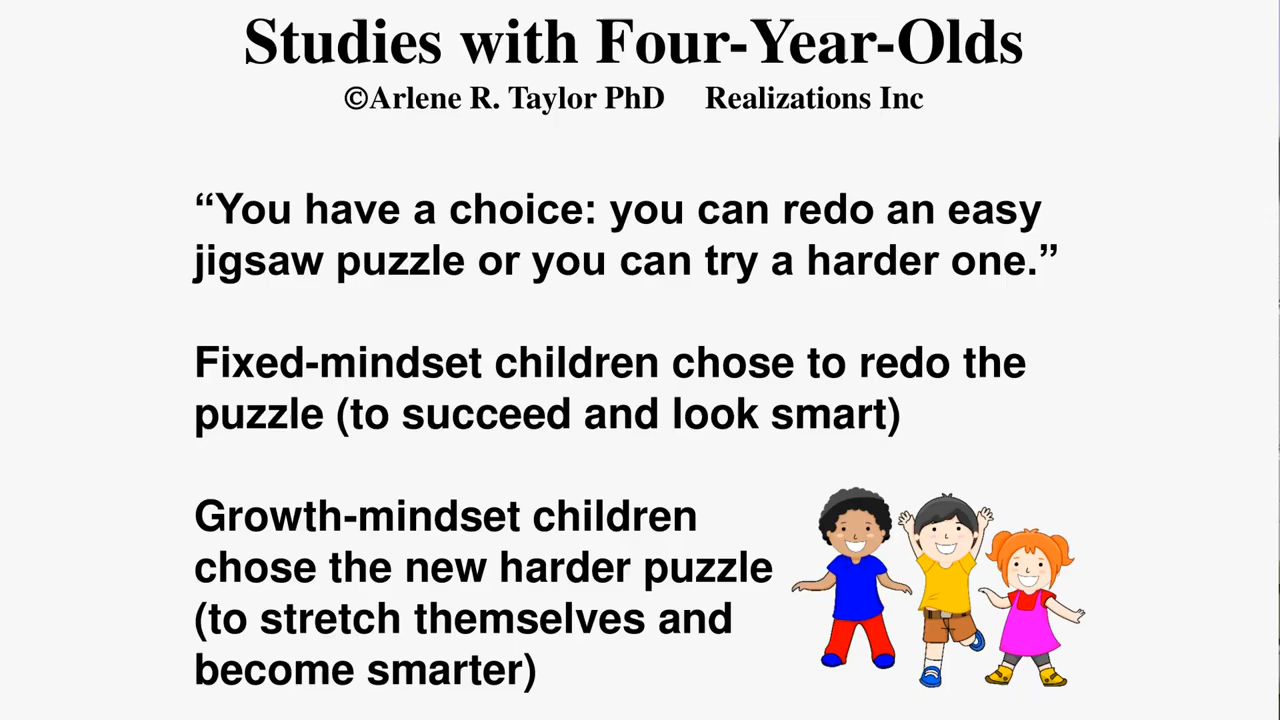 Studies with Four-Year-Olds
©Arlene R. Taylor PhD Realizations Inc
“You have a choice: you can redo an easy
jigsaw puzzle or you can try a harder one.”
Fixed-mindset children chose to redo the
puzzle (to succeed and look smart)
Growth-mindset children
chose the new harder puzzle
(to stretch themselves and
become smarter)